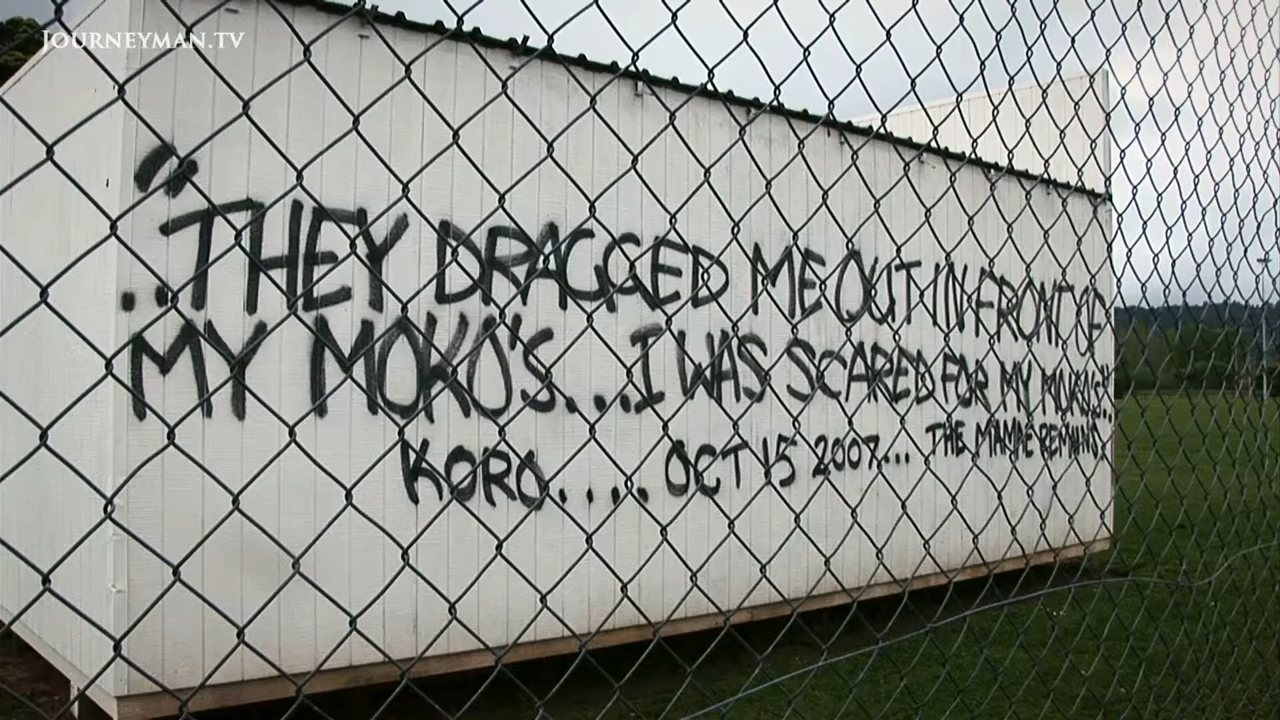 JOURNEYMAN.TV
"...THEY DRAGGED ME OUT IN FRONT OF
MY MOKO'S....I WAS SCARED FOR MY MOKO'S"..
KORO..... OCT 15 2007... THE MAMAE REMAINS.